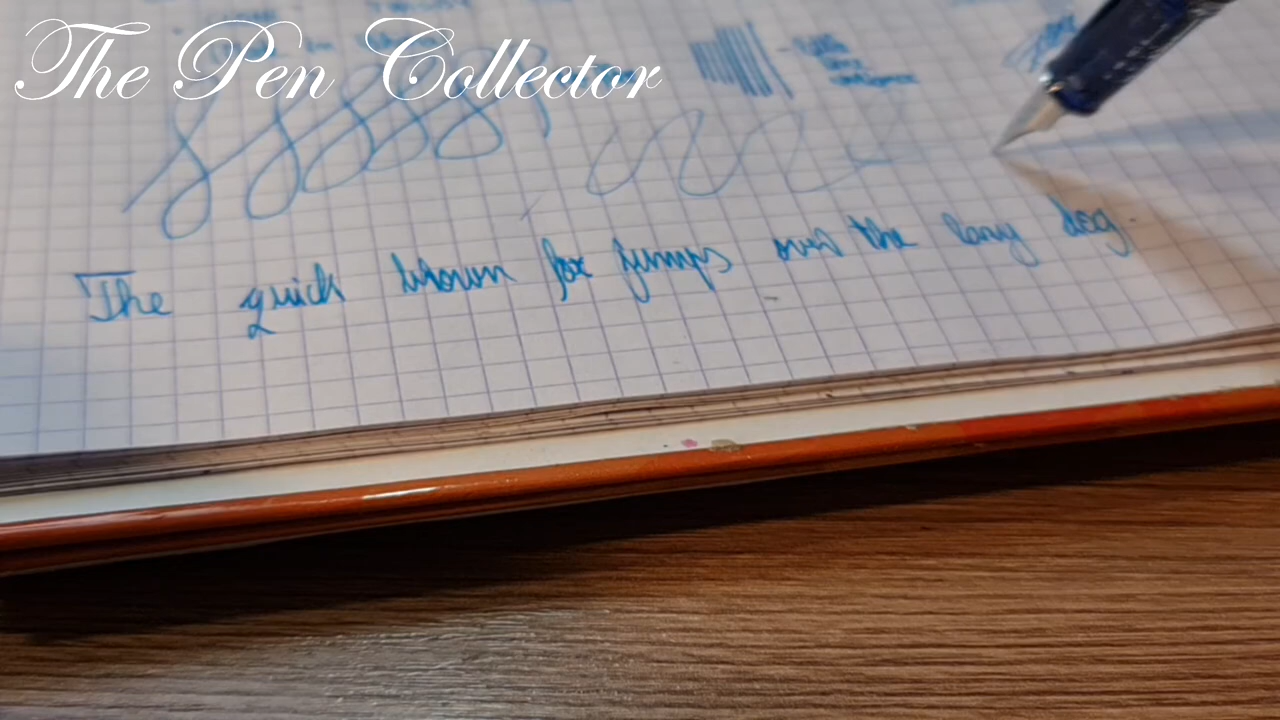 The Pen Collector
The quick brown fox jumps over the lazy dog.